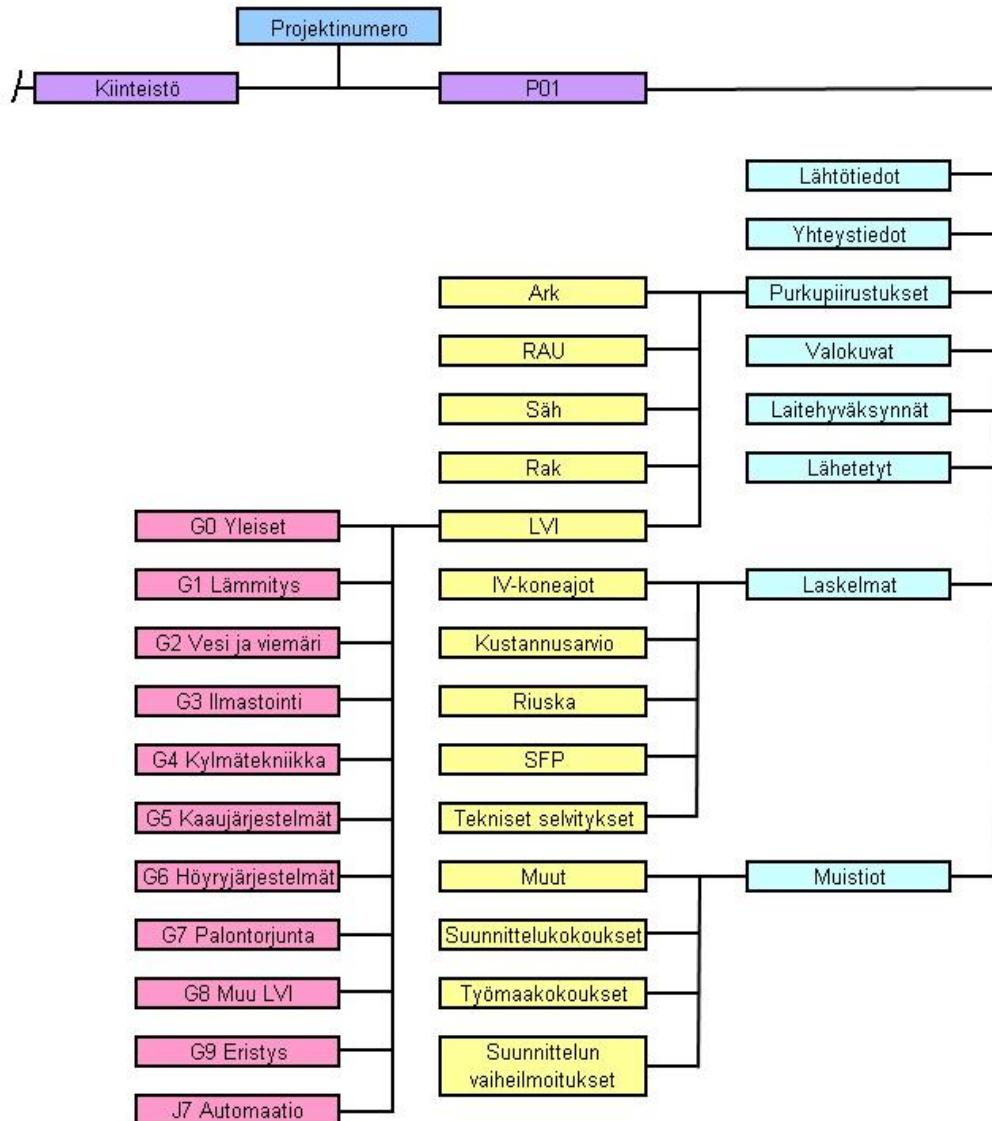 Projektinumero
Kiinteistö
P01
Lähtötiedot
Yhteystiedot
Ark
Purkupiirustukset
RAU
Valokuvat
Säh
Laitehyväksynnät
Rak
Lähetetyt
G0 Yleiset
LVI
G1 Lämmitys
IV-koneajot
Laskelmat
G2 Vesi ja viemäri
Kustannusarvio
G3 Ilmastointi
Riuska
G4 Kylmätekniikka
SFP
G5 Kaaujärjestelmät
Tekniset selvitykset
G6 Höyryjärjestelmät
Muut
Muistiot
G7 Palontorjunta
Suunnittelukokoukset
G8 Muu LVI
Työmaakokoukset
G9 Eristys
Suunnittelun
vaiheilmoitukset
J7 Automaatio